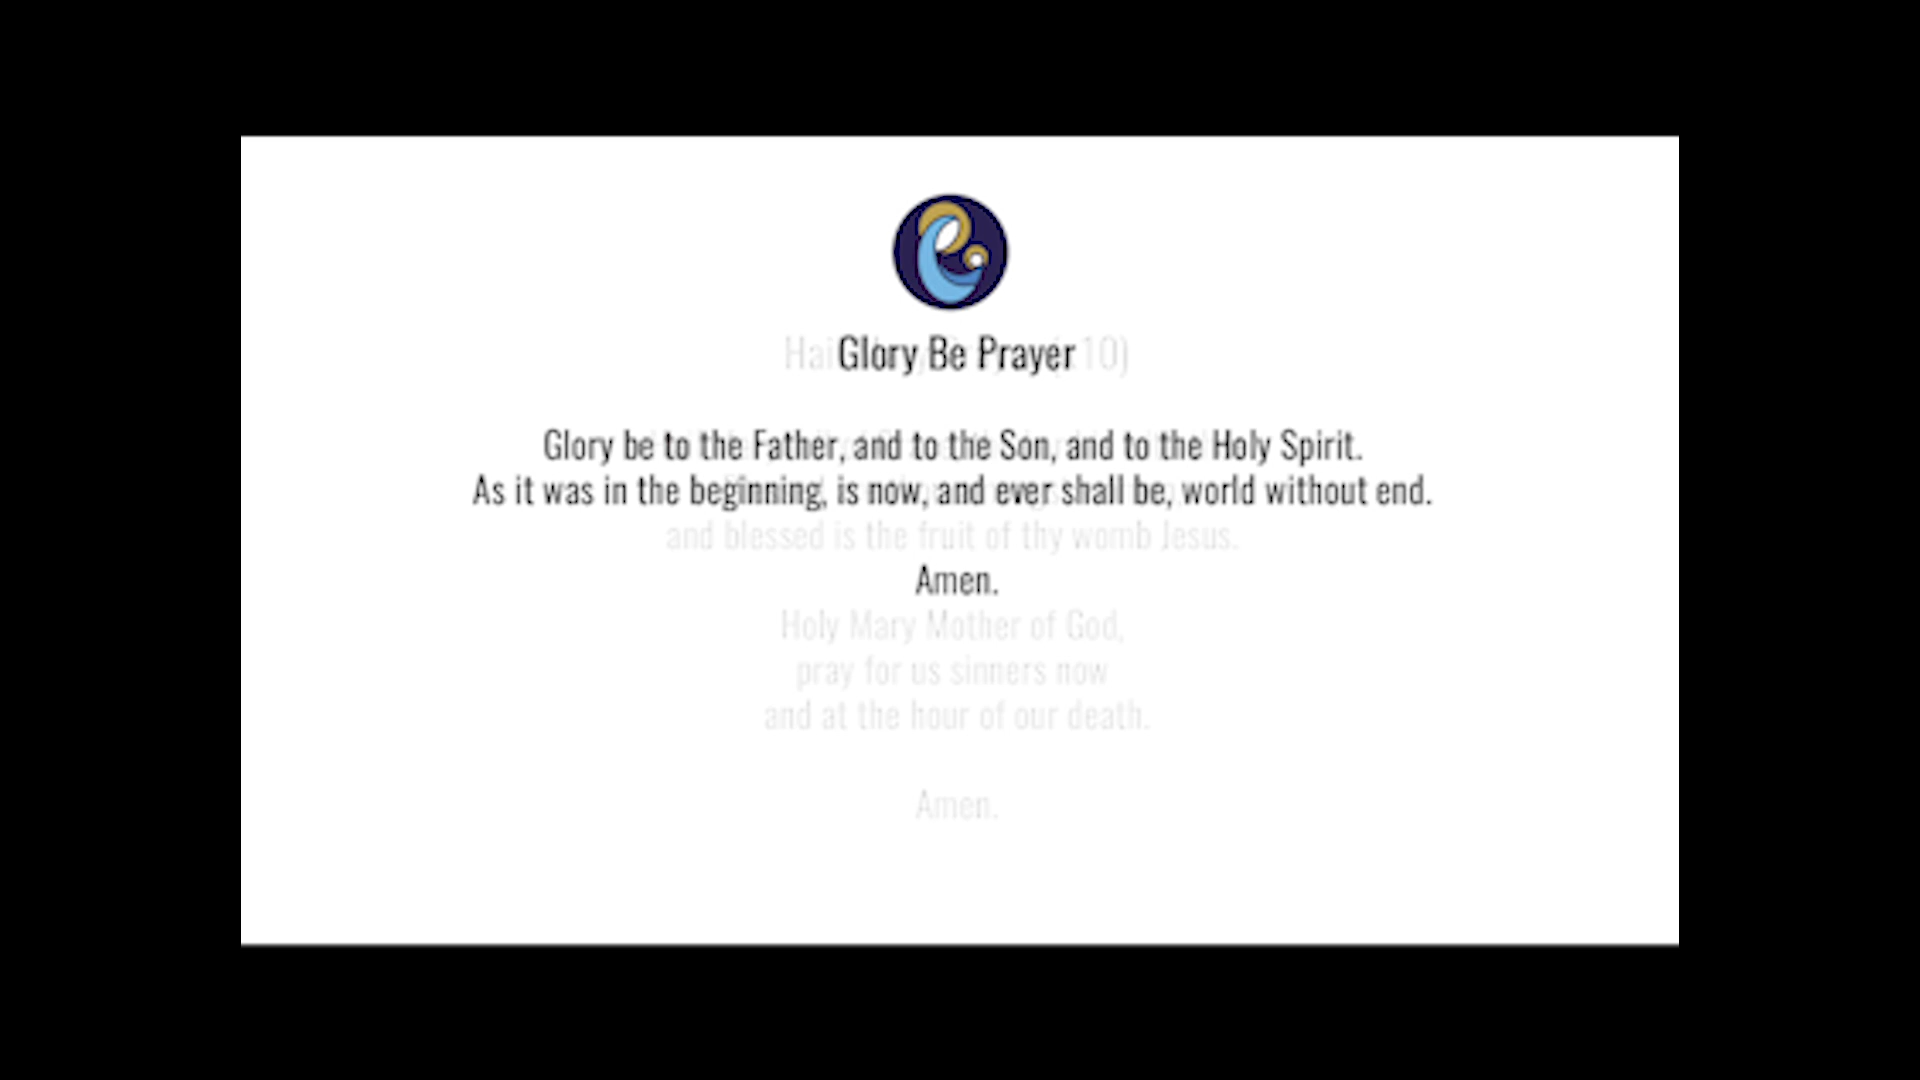 Glory Be Prayer
Glory be to the Father, and to the Son, and to the Holy Spirit.
As it was in the beginning, is now, and ever shall be, world without end.
and blessed is the fruit of thy womb Jesus.
Amen.
Holy Mary Mother of God,
pray for us sinners now
and at the hour of our death.
Amen.